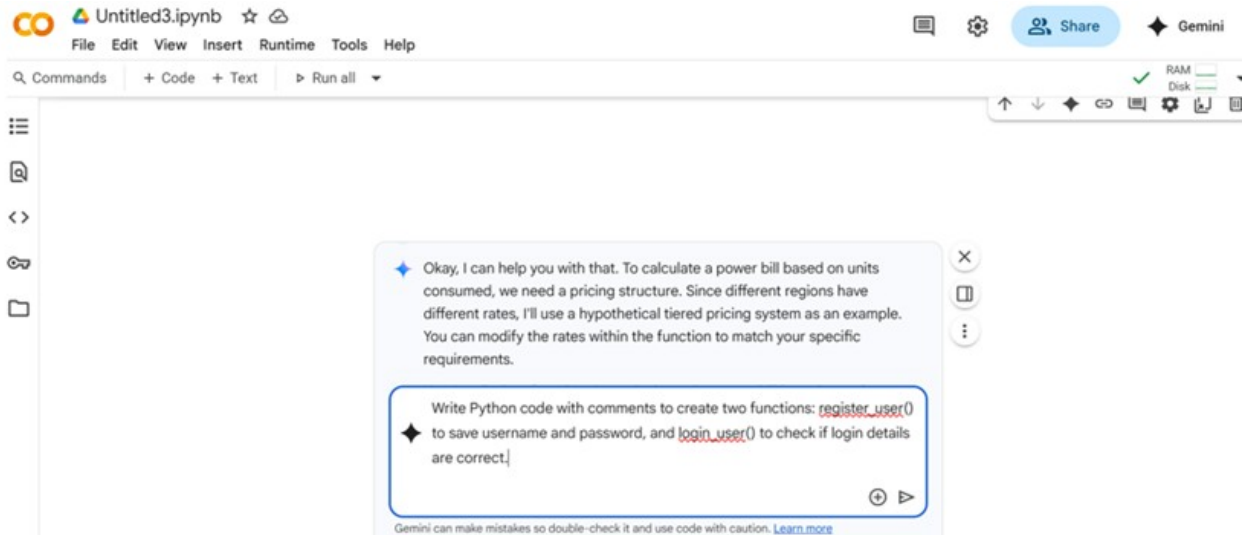 Untitled3.ipynb
File Edit View Insert Runtime Tools Help
Share
Gemini
Commands + Code + Text Run all
RAM
Disk
Okay, I can help you with that. To calculate a power bill based on units
consumed, we need a pricing structure. Since different regions have
different rates, I'll use a hypothetical tiered pricing system as an example.
You can modify the rates within the function to match your specific
requirements.
Write Python code with comments to create two functions: register_user()
to save username and password, and login_user() to check if login details
are correct.
Gemini can make mistakes so double-check it and use code with caution. Learn more